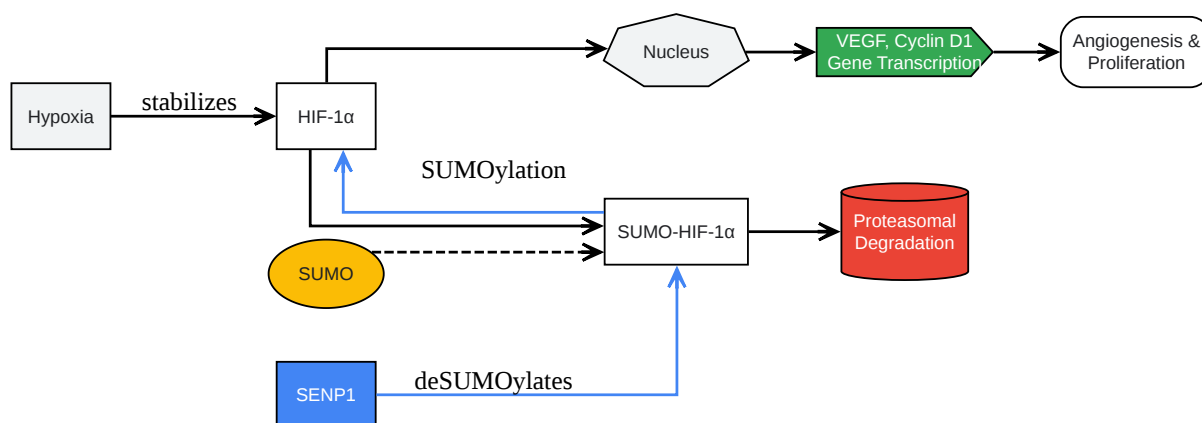 Nucleus
VEGF, Cyclin D1
Gene Transcription
Angiogenesis &
Proliferation
Hypoxia
stabilizes
HIF-1α
SUMOylation
SUMO-HIF-1α
Proteasomal
Degradation
SUMO
SENP1
deSUMOylates